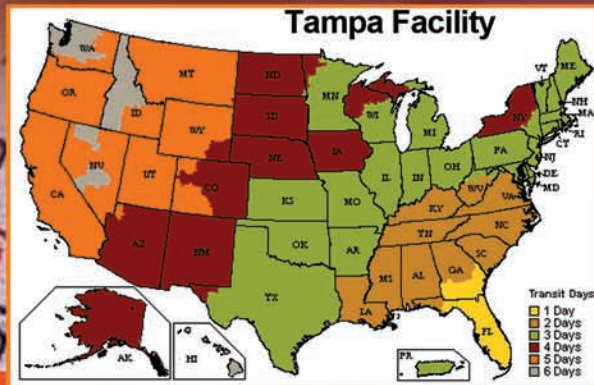 Tampa Facility
WA
MT
ND
MN
VT
ME
OR
ID
WY
SD
WI
MI
NY
NH
MA
RI
CT
NV
UT
CO
NE
IA
IL
IN
OH
PA
NJ
DE
MD
CA
KS
MO
KY
WV
VA
AZ
NM
OK
AR
TN
NC
SC
TX
MS
AL
GA
LA
FL
AK
HI
PR
Transit Days
1 Day
2 Days
3 Days
4 Days
5 Days
6 Days